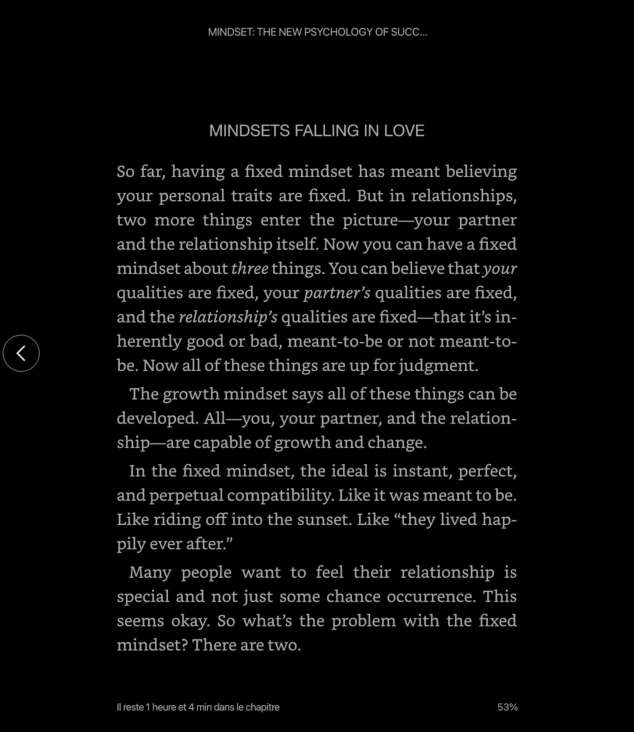 MINDSET: THE NEW PSYCHOLOGY OF SUCC...
MINDSETS FALLING IN LOVE
So far, having a fixed mindset has meant believing
your personal traits are fixed. But in relationships,
two more things enter the picture—your partner
and the relationship itself. Now you can have a fixed
mindset about three things. You can believe that your
qualities are fixed, your partner’s qualities are fixed,
and the relationship’s qualities are fixed—that it’s in-
herently good or bad, meant-to-be or not meant-to-
be. Now all of these things are up for judgment.
The growth mindset says all of these things can be
developed. All—you, your partner, and the relation-
ship—are capable of growth and change.
In the fixed mindset, the ideal is instant, perfect,
and perpetual compatibility. Like it was meant to be.
Like riding off into the sunset. Like “they lived hap-
pily ever after.”
Many people want to feel their relationship is
special and not just some chance occurrence. This
seems okay. So what’s the problem with the fixed
mindset? There are two.
Il reste 1 heure et 4 min dans le chapitre
53%